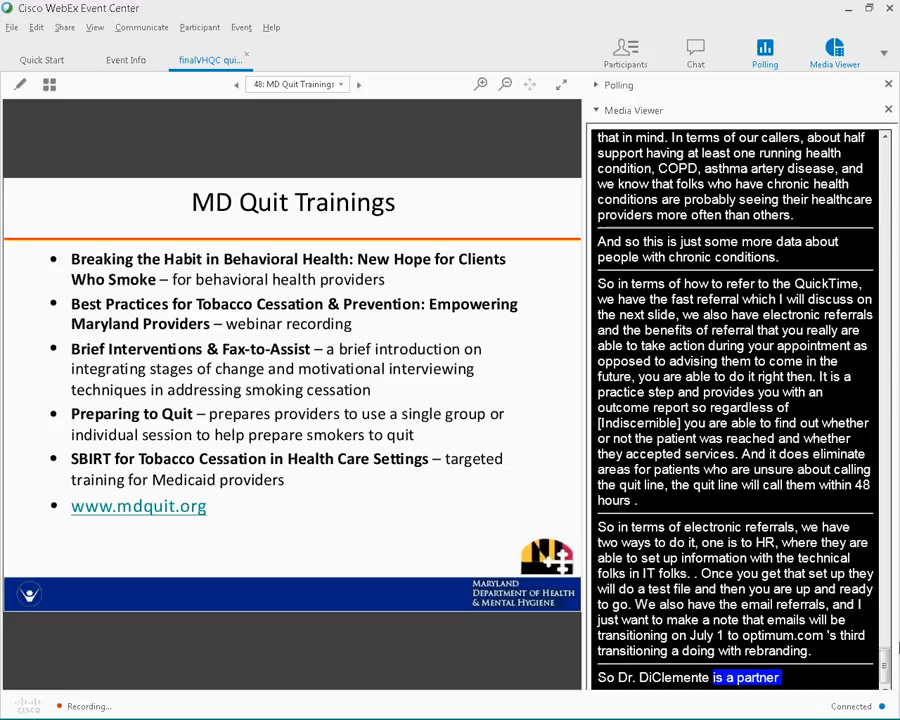 Cisco WebEx Event Center
File Edit Share View Communicate Participant Event Help
Quick Start
Event Info
finalVHQC qui...
Participants
Chat
Polling
Media Viewer
48: MD Quit Trainings
MD Quit Trainings
• Breaking the Habit in Behavioral Health: New Hope for Clients
Who Smoke – for behavioral health providers
• Best Practices for Tobacco Cessation & Prevention: Empowering
Maryland Providers – webinar recording
• Brief Interventions & Fax-to-Assist – a brief introduction on
integrating stages of change and motivational interviewing
techniques in addressing smoking cessation
• Preparing to Quit – prepares providers to use a single group or
individual session to help prepare smokers to quit
• SBIRT for Tobacco Cessation in Health Care Settings – targeted
training for Medicaid providers
• www.mdquit.org
MARYLAND
DEPARTMENT OF HEALTH
& MENTAL HYGIENE
Polling
Media Viewer
that in mind. In terms of our callers, about half
support having at least one running health
condition, COPD, asthma artery disease, and
we know that folks who have chronic health
conditions are probably seeing their healthcare
providers more often than others.
And so this is just some more data about
people with chronic conditions.
So in terms of how to refer to the QuickTime,
we have the fast referral which I will discuss on
the next slide, we also have electronic referrals
and the benefits of referral that you really are
able to take action during your appointment as
opposed to advising them to come in the
future, you are able to do it right then. It is a
practice step and provides you with an
outcome report so regardless of
[Indiscernible] you are able to find out whether
or not the patient was reached and whether
they accepted services. And it does eliminate
areas for patients who are unsure about calling
the quit line, the quit line will call them within 48
hours .
So in terms of electronic referrals, we have
two ways to do it, one is to HR, where they are
able to set up information with the technical
folks in IT folks. . Once you get that set up they
will do a test file and then you are up and ready
to go. We also have the email referrals, and I
just want to make a note that emails will be
transitioning on July 1 to optimum.com 's third
transitioning a doing with rebranding.
So Dr. DiClemente is a partner
cisco
Recording...
Connected